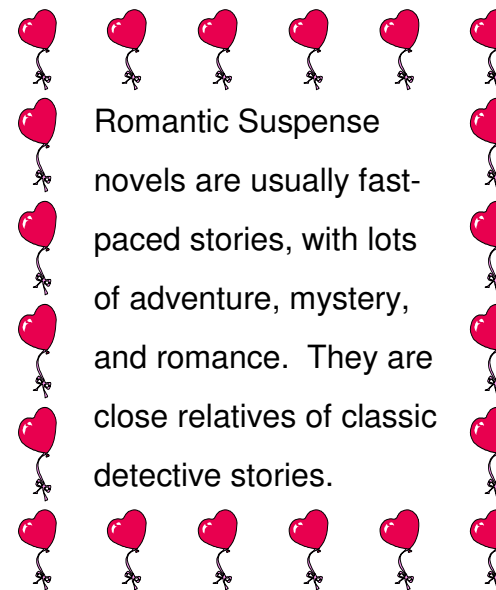 Romantic Suspense
novels are usually fast-
paced stories, with lots
of adventure, mystery,
and romance.  They are
close relatives of classic
detective stories.